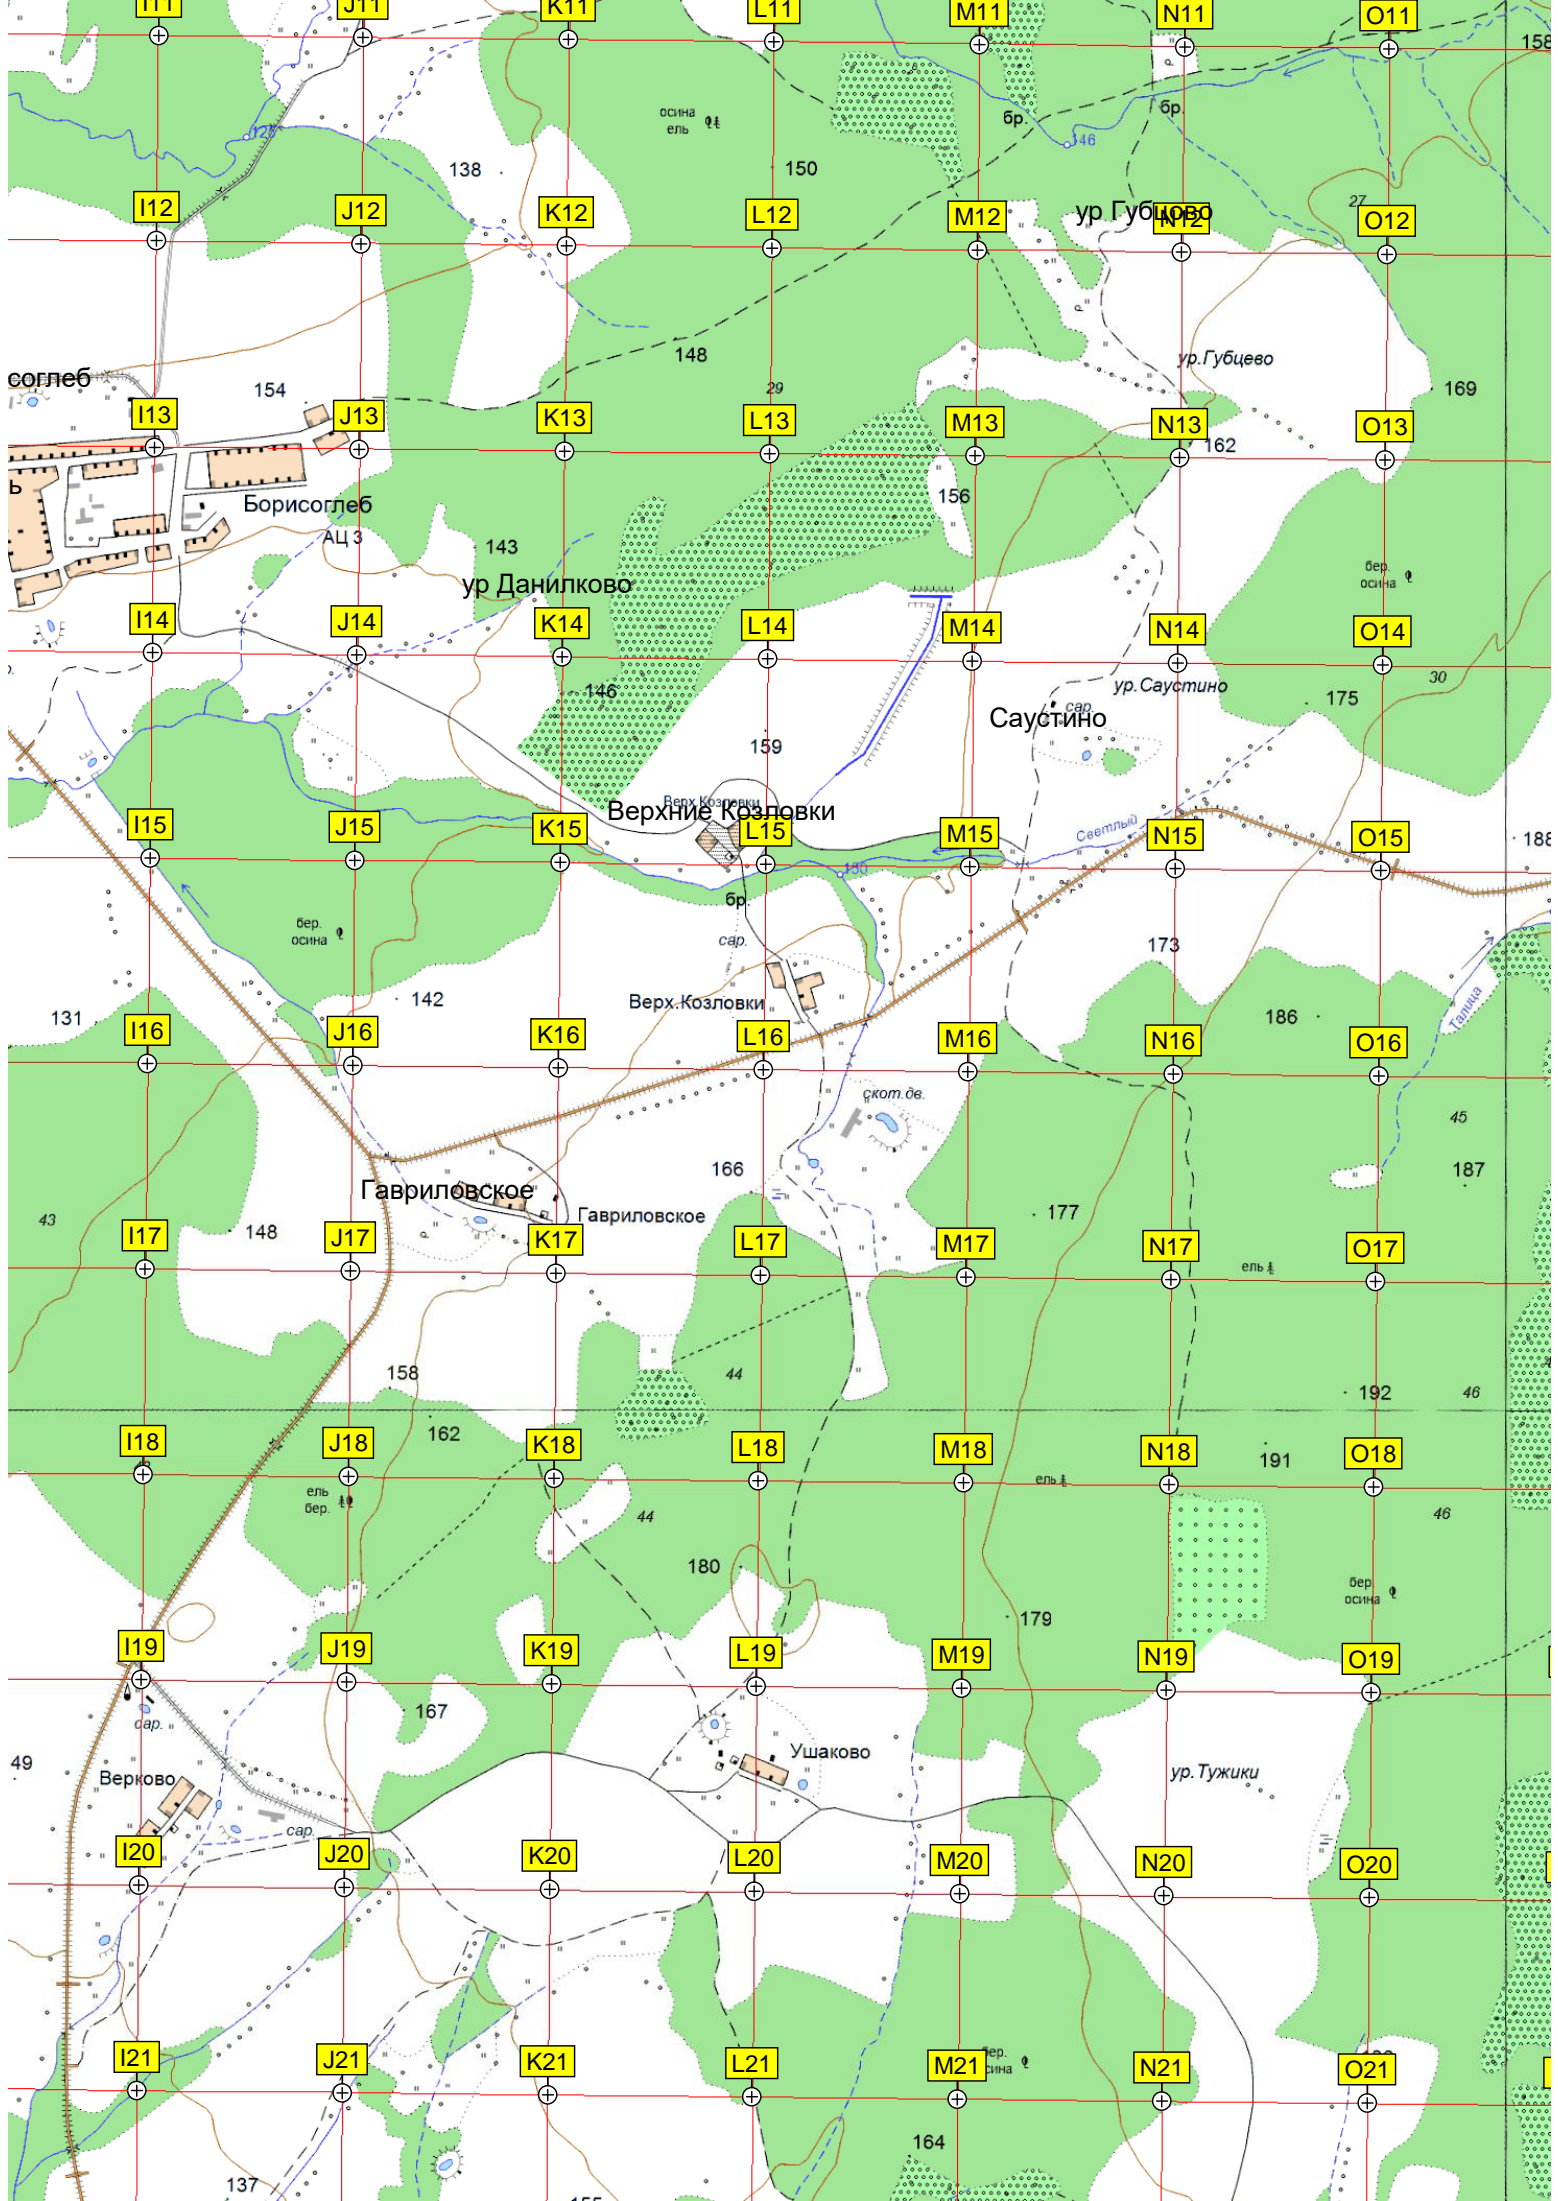 I11 J11 K11 L11 M11 N11 O11
158
осина
ель
р
бр.
бр.
146
138
150
I12 J12 K12 L12 M12 N12 O12
ур Губцово
27
р
148
ур.Губцево
соглеб
154
29
169
I13 J13 K13 L13 M13 N13 O13
162
ь
Борисоглеб
156
АЦ 3
143
бер.
осина
ур Данилково
I14 J14 K14 L14 M14 N14 O14
30
146
ур.Саустино
175
сар.
Саустино
159
Верх.Козловки
Верхние Козловки
I15 J15 K15 L15 M15 N15 O15
Светлый
188
150
бр.
бер.
осина
сар.
173
142
Верх.Козловки
131
186
Талица
I16 J16 K16 L16 M16 N16 O16
скот.дв.
45
166
187
Гавриловское
Гавриловское
43
148
177
р
I17 J17 K17 L17 M17 N17 O17
ель
158
44
192
46
162
I18 J18 K18 L18 M18 N18 O18
191
ель
ель
бер.
44
46
180
бер.
осина
179
I19 J19 K19 L19 M19 N19 O19
167
сар.
Ушаково
49
Верково
ур.Тужики
сар.
I20 J20 K20 L20 M20 N20 O20
I21 J21 K21 L21 M21 N21 O21
164
137